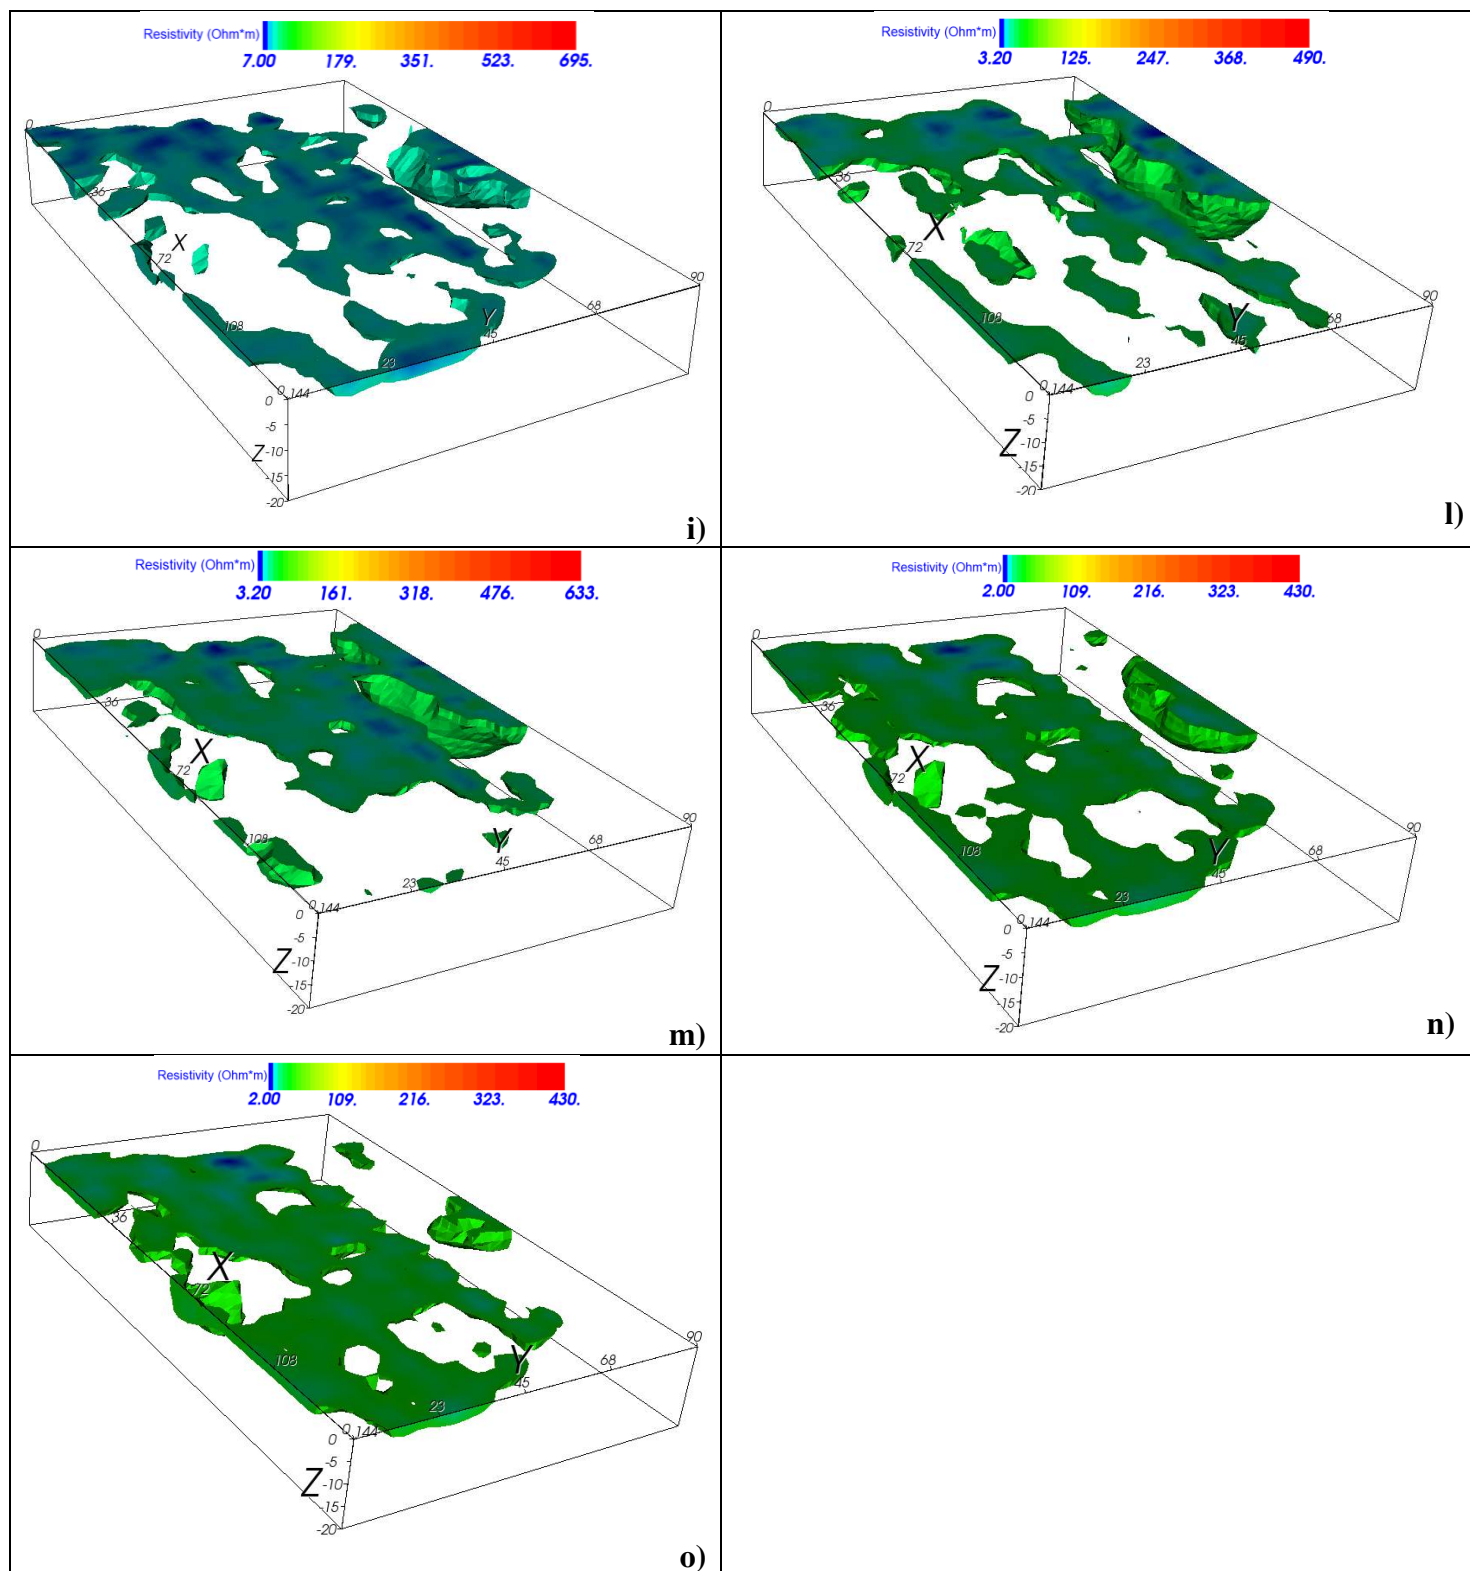 Resistivity (Ohm*m)
7.00 179. 351. 523. 695.
0
36
X
72
108
90
68
Y
45
23
0 144
0
-5
-10
Z
-15
-20
i)
Resistivity (Ohm*m)
3.20 125. 247. 368. 490.
0
36
X
72
108
90
68
Y
45
23
0 144
0
-5
-10
Z
-15
-20
l)
Resistivity (Ohm*m)
3.20 161. 318. 476. 633.
0
36
X
72
108
90
68
Y
45
23
0 144
0
-5
-10
Z
-15
-20
m)
Resistivity (Ohm*m)
2.00 109. 216. 323. 430.
0
36
X
72
108
90
68
Y
45
23
0 144
0
-5
-10
Z
-15
-20
n)
Resistivity (Ohm*m)
2.00 109. 216. 323. 430.
0
36
X
72
108
90
68
Y
45
23
0 144
0
-5
-10
Z
-15
-20
o)